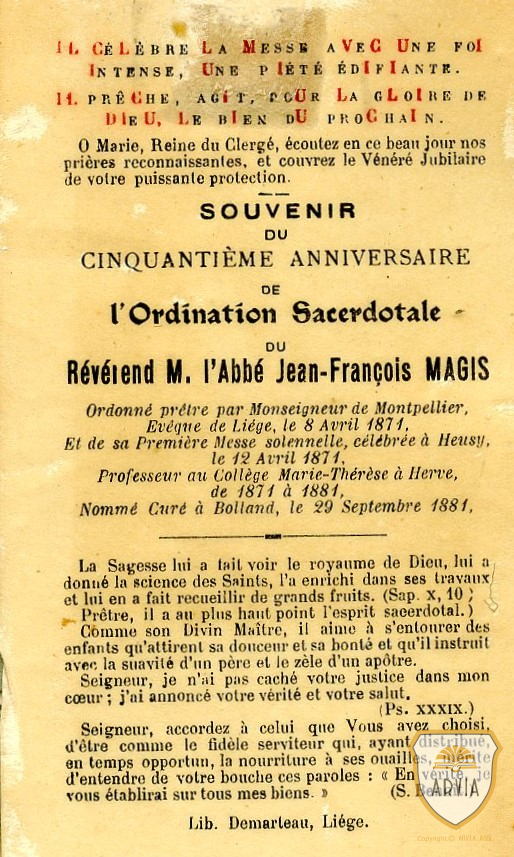 11. CÉLÈBRE LA MESSE AVEC UNE FOI
INTENSE, UNE PIÉTÉ ÉDIFIANTE.
11. PRÊCHE, AGIT, POUR LA GLOIRE DE
DIEU, LE BIEN DU PROCHAIN.
O Marie, Reine du Clergé, écoutez en ce beau jour nos
prières reconnaissantes, et couvrez le Vénéré Jubilaire
de votre puissante protection.
SOUVENIR
DU
CINQUANTIÈME ANNIVERSAIRE
DE
l'Ordination Sacerdotale
DU
Révérend M. l'Abbé Jean-François MAGIS
Ordonné prêtre par Monseigneur de Montpellier,
Evêque de Liége, le 8 Avril 1871,
Et de sa Première Messe solennelle, célébrée à Heusy,
le 12 Avril 1871,
Professeur au Collège Marie-Thérèse à Herve,
de 1871 à 1881,
Nommé Curé à Bolland, le 29 Septembre 1881,
La Sagesse lui a fait voir le royaume de Dieu, lui a
donné la science des Saints, l'a enrichi dans ses travaux
et lui en a fait recueillir de grands fruits. (Sap. X, 10 ;
Prêtre, il a au plus haut point l'esprit sacerdotal.)
Comme son Divin Maître, il aime à s'entourer des
enfants qu'attirent sa douceur et sa bonté et qu'il instruit
avec la suavité d'un père et le zèle d'un apôtre.
Seigneur, je n'ai pas caché votre justice dans mon
cœur ; j'ai annoncé votre vérité et votre salut.
(Ps. XXXIX.)
Seigneur, accordez à celui que Vous avez choisi,
d'être comme le fidèle serviteur qui, ayant distribué,
en temps opportun, la nourriture à ses ouailles, mérite
d'entendre de votre bouche ces paroles : « En vérité, je
vous établirai sur tous mes biens. » (S.
Lib. Demarteau, Liége.
ARVIA
Copyright © ARVIA